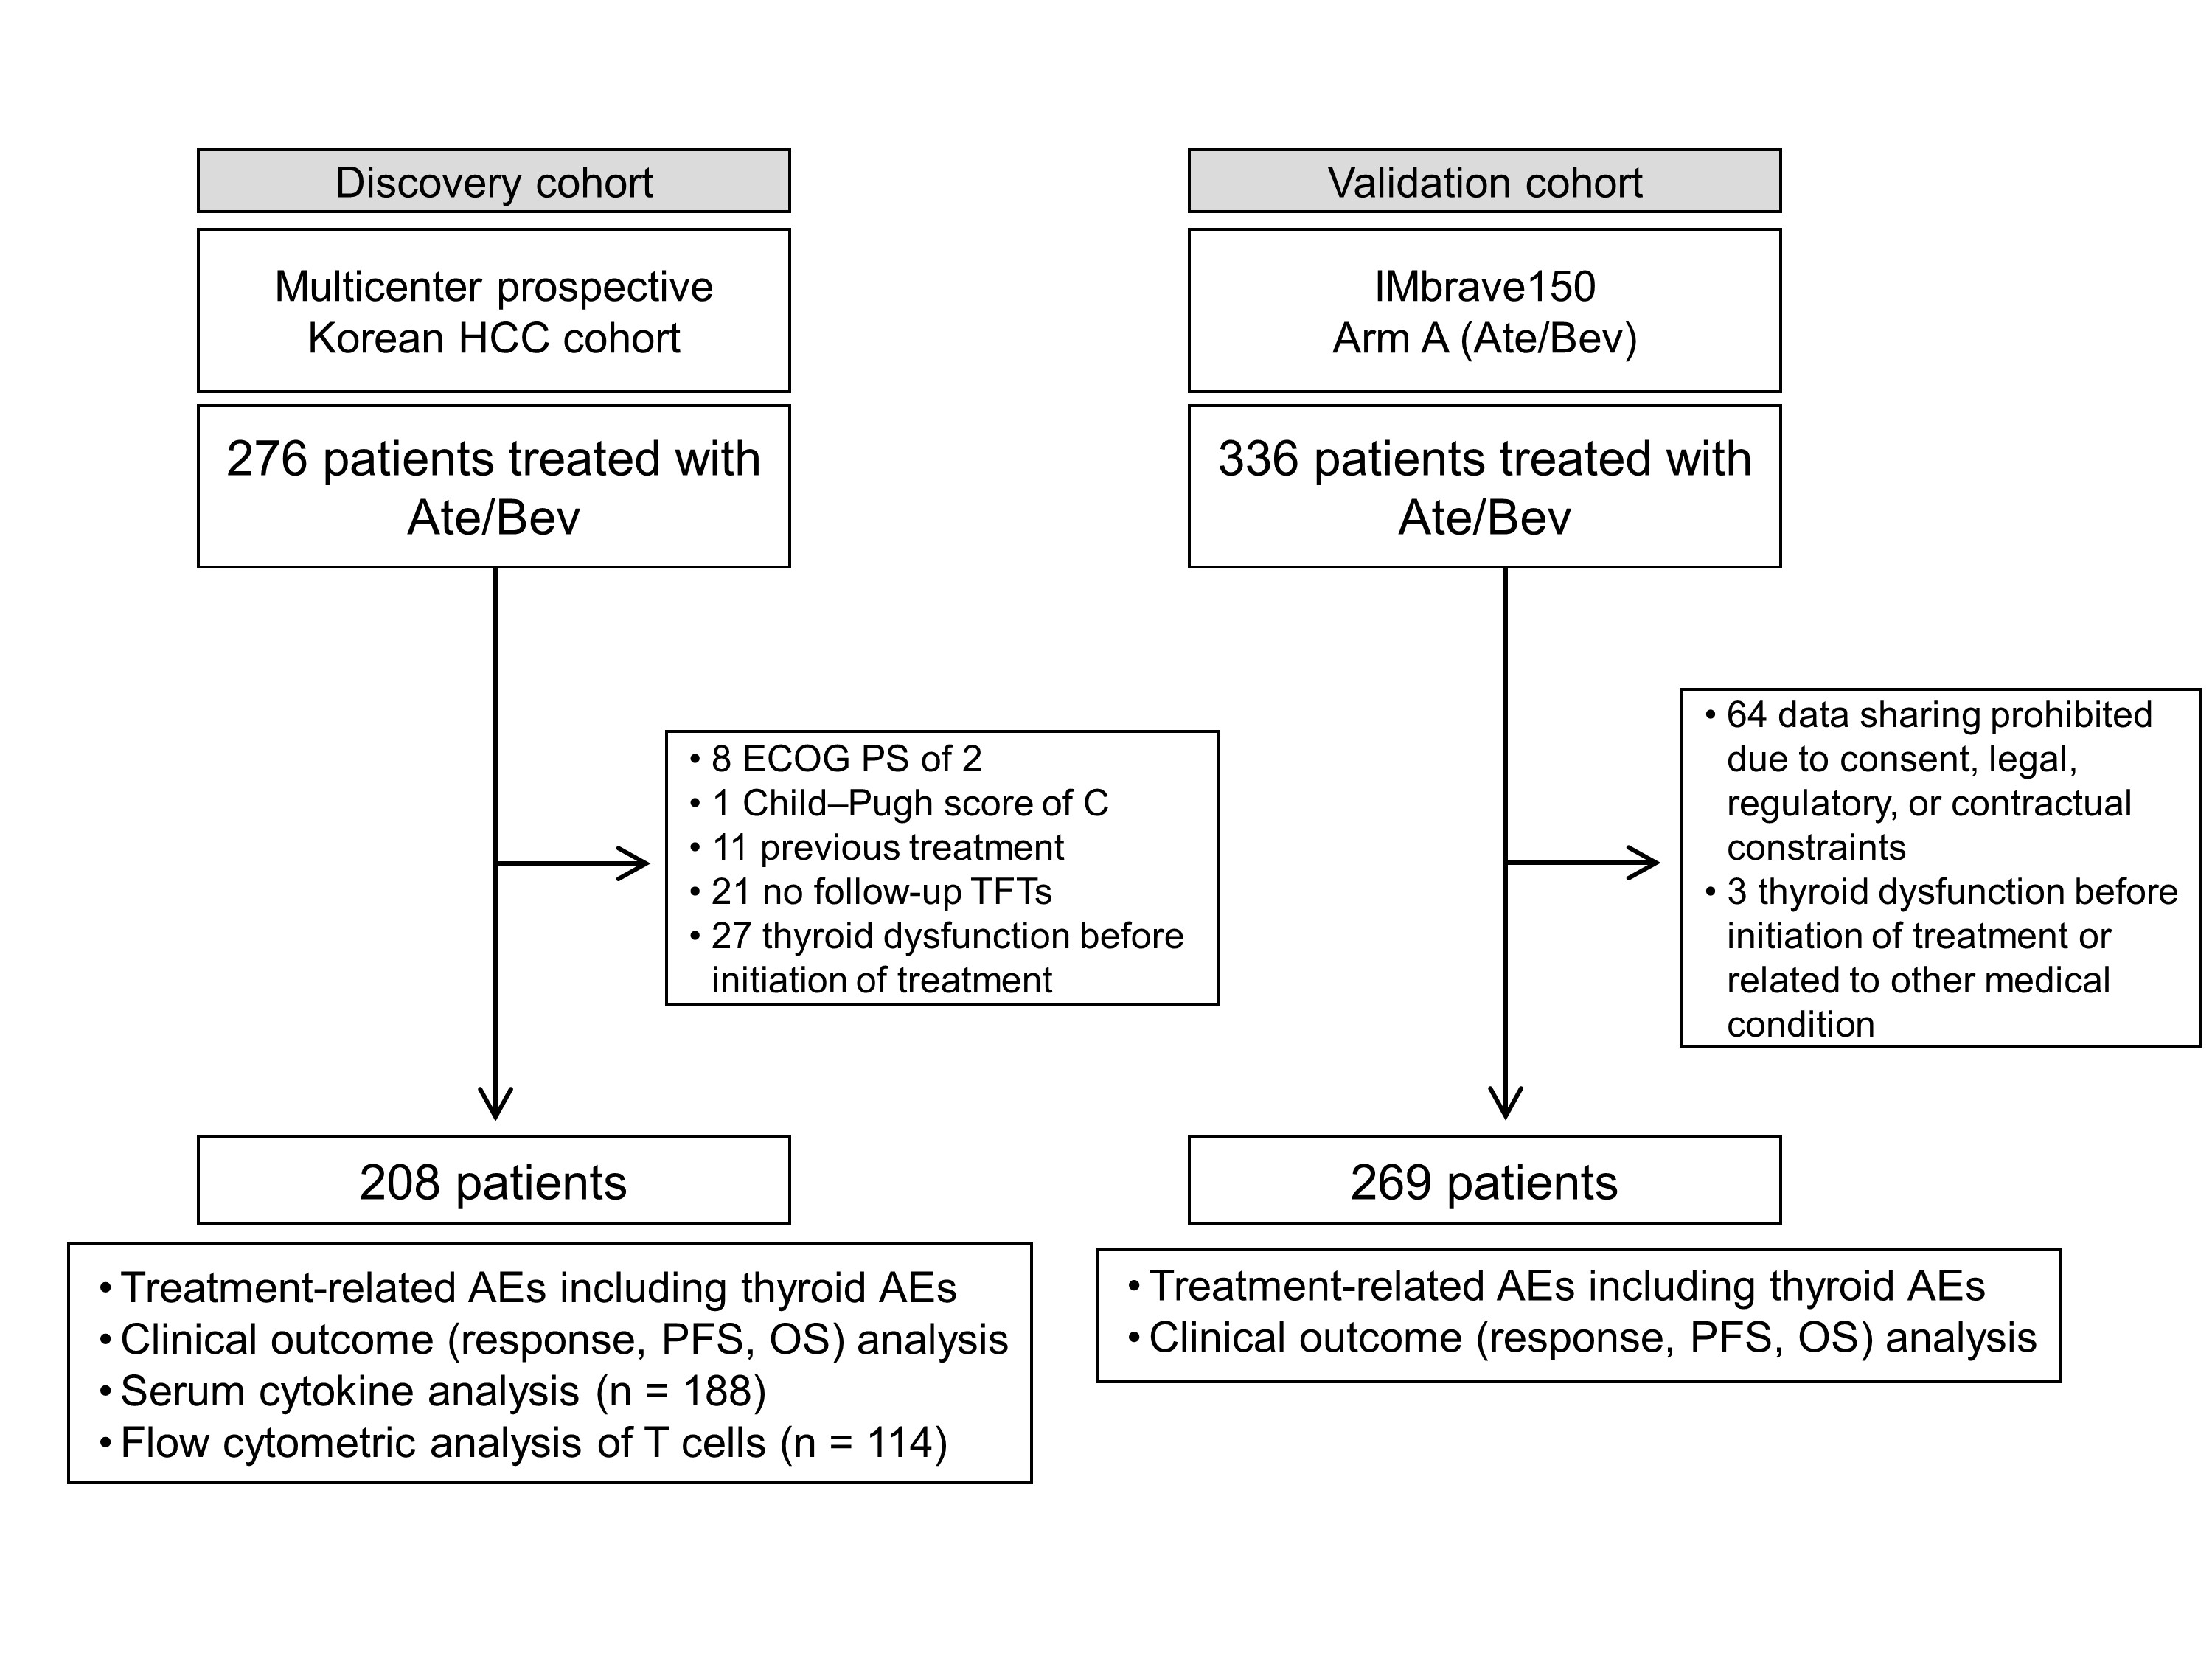 Discovery cohort
Multicenter prospective
Korean HCC cohort
276 patients treated with
Ate/Bev
• 8 ECOG PS of 2
• 1 Child–Pugh score of C
• 11 previous treatment
• 21 no follow-up TFTs
• 27 thyroid dysfunction before
initiation of treatment
208 patients
• Treatment-related AEs including thyroid AEs
• Clinical outcome (response, PFS, OS) analysis
• Serum cytokine analysis (n = 188)
• Flow cytometric analysis of T cells (n = 114)
Validation cohort
IMbrave150
Arm A (Ate/Bev)
336 patients treated with
Ate/Bev
• 64 data sharing prohibited
due to consent, legal,
regulatory, or contractual
constraints
• 3 thyroid dysfunction before
initiation of treatment or
related to other medical
condition
269 patients
• Treatment-related AEs including thyroid AEs
• Clinical outcome (response, PFS, OS) analysis